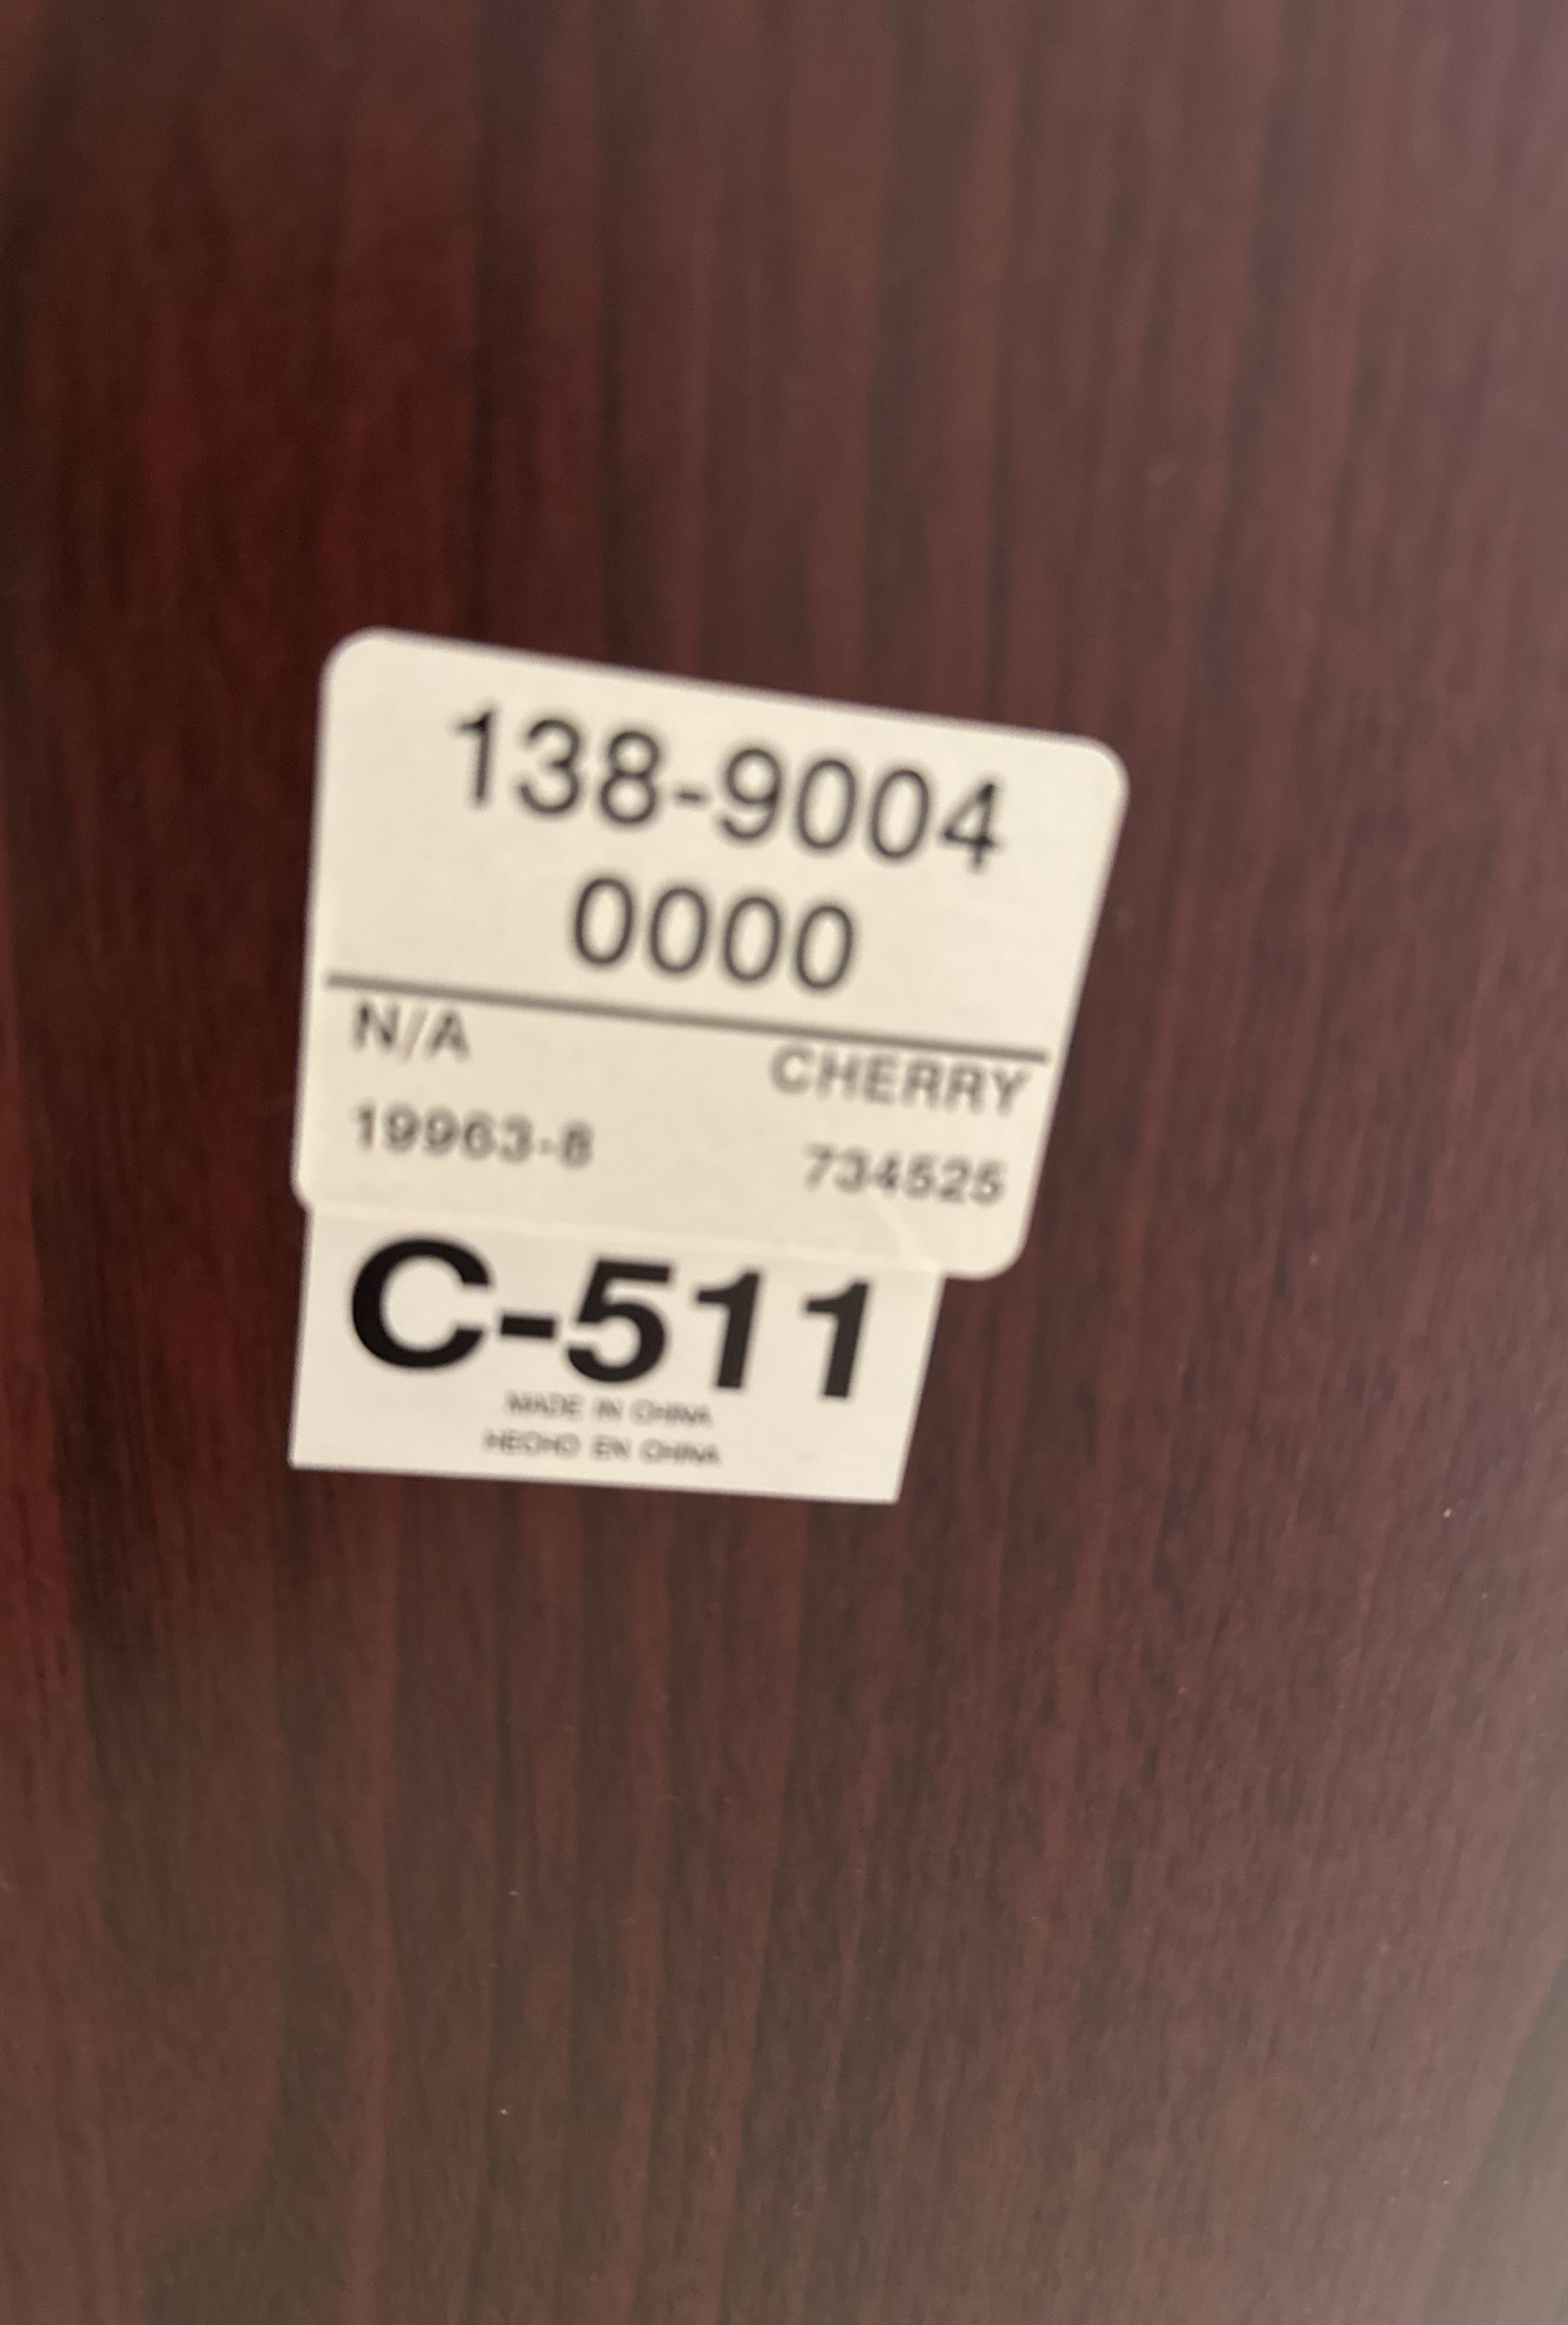 138-9004
0000
N/A CHERRY
19963-8 734525
C-511
MADE IN CHINA
HECHO EN CHINA